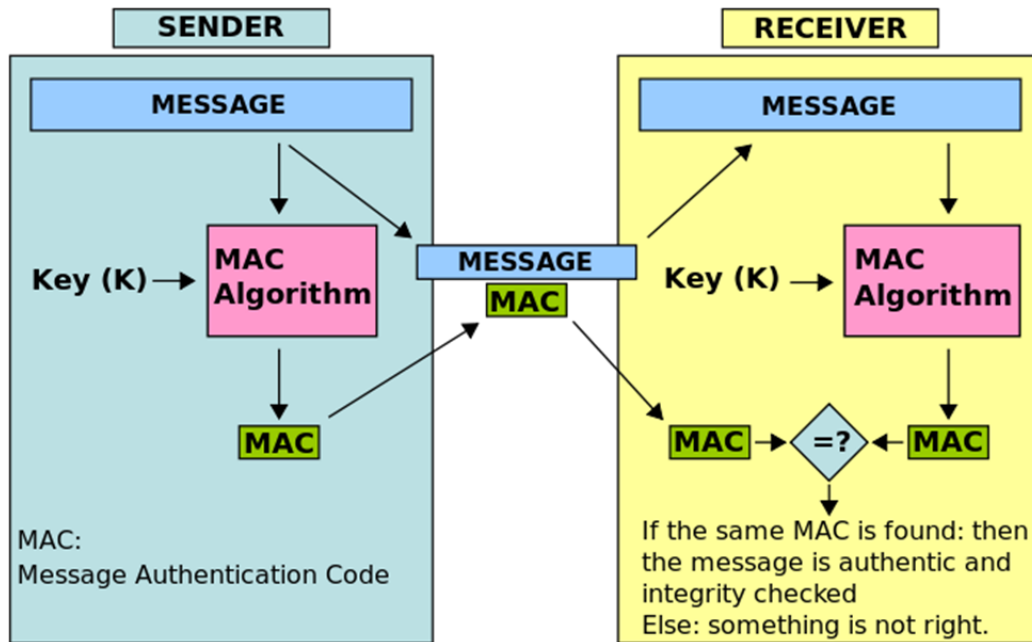 SENDER
MESSAGE
Key (K)
MAC
Algorithm
MAC
MAC:
Message Authentication Code
MESSAGE
MAC
RECEIVER
MESSAGE
Key (K)
MAC
Algorithm
MAC
=?
MAC
If the same MAC is found: then
the message is authentic and
integrity checked
Else: something is not right.